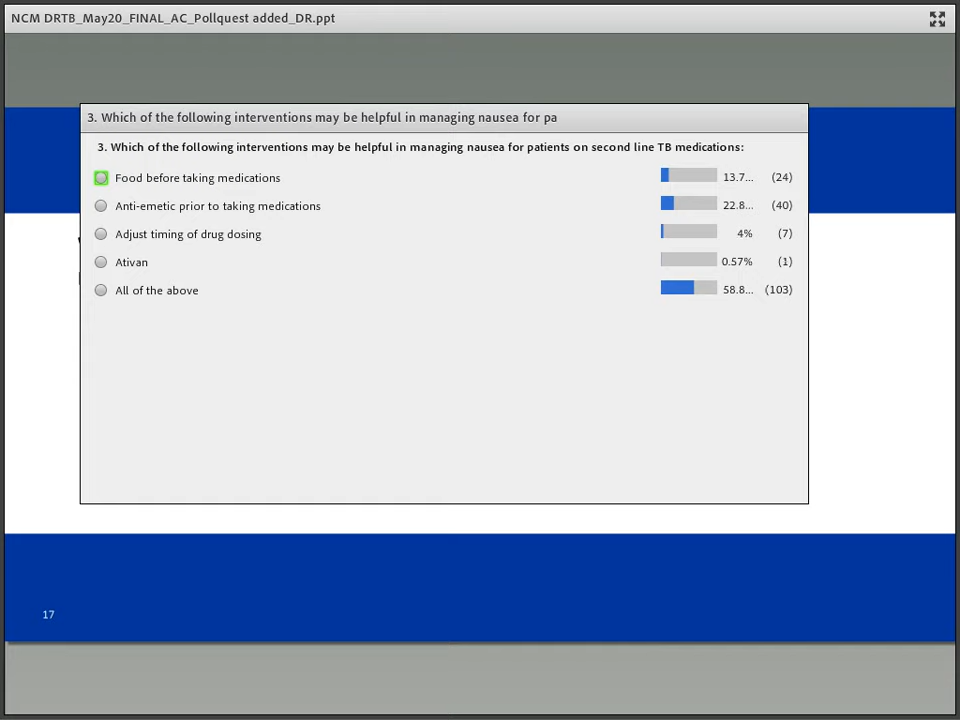 NCM DRTB_May20_FINAL_AC_Pollquest added_DR.ppt
3. Which of the following interventions may be helpful in managing nausea for pa
3. Which of the following interventions may be helpful in managing nausea for patients on second line TB medications:
Food before taking medications 13.7... (24)
Anti-emetic prior to taking medications 22.8... (40)
Adjust timing of drug dosing 4% (7)
Ativan 0.57% (1)
All of the above 58.8... (103)
17